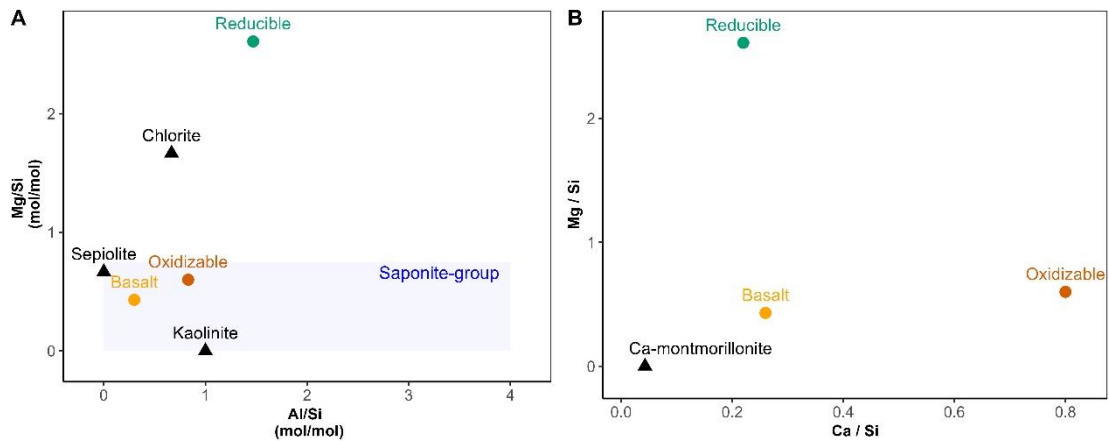 A
Reducible
2
Chlorite
Mg/Si
(mol/mol)
1
Sepiolite
Oxidizable
Saponite-group
Basalt
Kaolinite
0
0 1 2 3 4
Al/Si
(mol/mol)
B
Reducible
2
Mg / Si
1
Oxidizable
Basalt
Ca-montmorillonite
0
0.0 0.2 0.4 0.6 0.8
Ca / Si